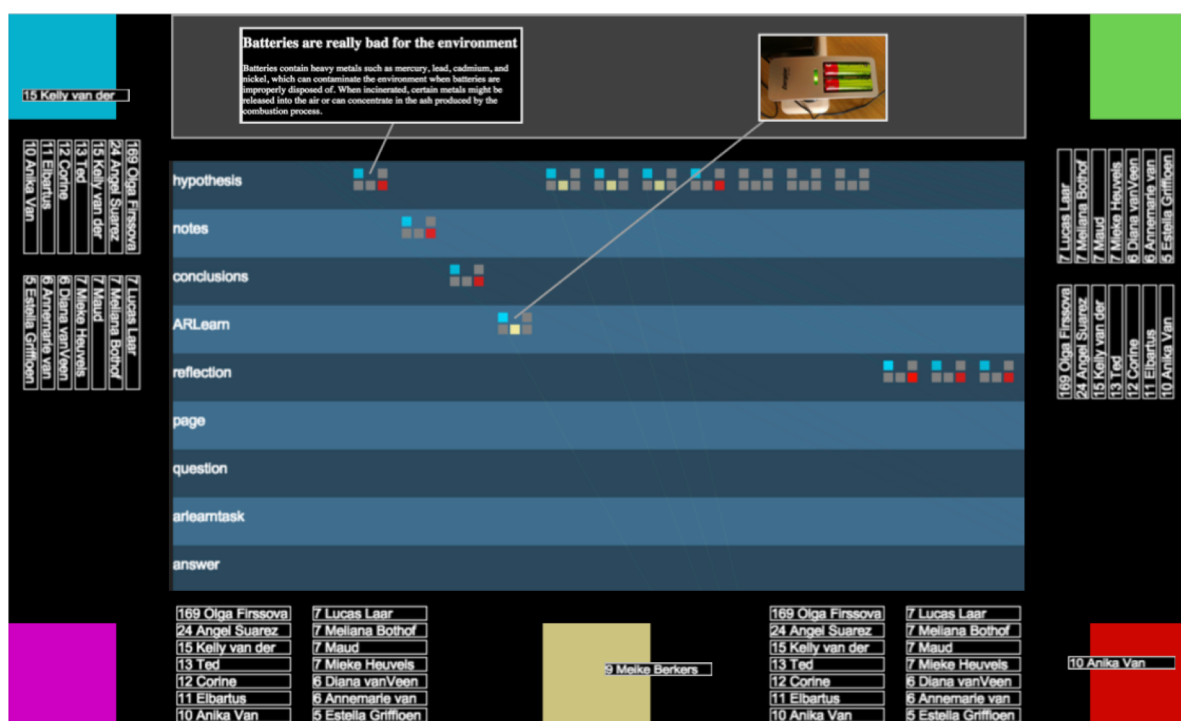 Batteries are really bad for the environment
Batteries contain heavy metals such as mercury, lead, cadmium, and
nickel, which can contaminate the environment when batteries are
improperly disposed of. When incinerated, certain metals might be
released into the air or can concentrate in the ash produced by the
combustion process.
15 Kelly van der
10 Anika Van
11 Elbartus
12 Corine
13 Ted
15 Kelly van der
24 Angel Suarez
169 Olga Firssova
5 Estella Griffioen
6 Annemarie van
6 Diana vanVeen
7 Mieke Heuvels
7 Maud
7 Meliana Bothof
7 Lucas Laar
hypothesis
notes
conclusions
ARLearn
reflection
page
question
arlearntask
answer
7 Lucas Laar
7 Meliana Bothof
7 Maud
7 Mieke Heuvels
6 Diana vanVeen
6 Annemarie van
5 Estella Griffioen
169 Olga Firssova
24 Angel Suarez
15 Kelly van der
13 Ted
12 Corine
11 Elbartus
10 Anika Van
169 Olga Firssova
24 Angel Suarez
15 Kelly van der
13 Ted
12 Corine
11 Elbartus
10 Anika Van
7 Lucas Laar
7 Meliana Bothof
7 Maud
7 Mieke Heuvels
6 Diana vanVeen
6 Annemarie van
5 Estella Griffioen
9 Meike Berkers
169 Olga Firssova
24 Angel Suarez
15 Kelly van der
13 Ted
12 Corine
11 Elbartus
10 Anika Van
7 Lucas Laar
7 Meliana Bothof
7 Maud
7 Mieke Heuvels
6 Diana vanVeen
6 Annemarie van
5 Estella Griffioen
10 Anika Van